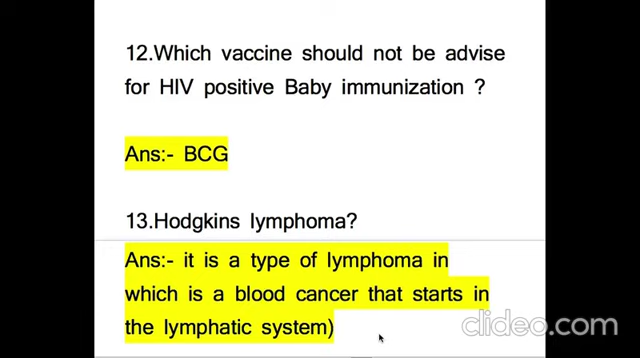 12.Which vaccine should not be advise
for HIV positive Baby immunization ?
Ans:- BCG
13.Hodgkins lymphoma?
Ans:- it is a type of lymphoma in
which is a blood cancer that starts in
the lymphatic system)
clideo.com